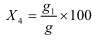 X₄ = g₁/g × 100